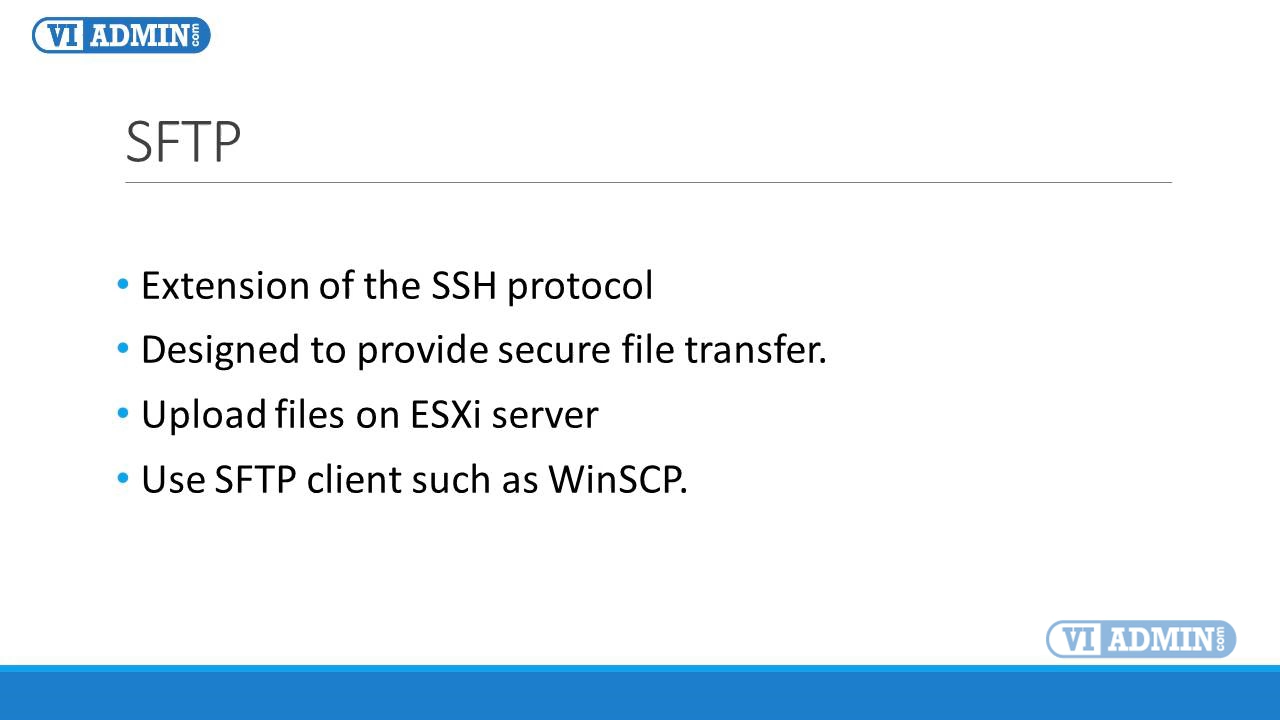 VI ADMIN.com
SFTP
• Extension of the SSH protocol
• Designed to provide secure file transfer.
• Upload files on ESXi server
• Use SFTP client such as WinSCP.
VI ADMIN.com